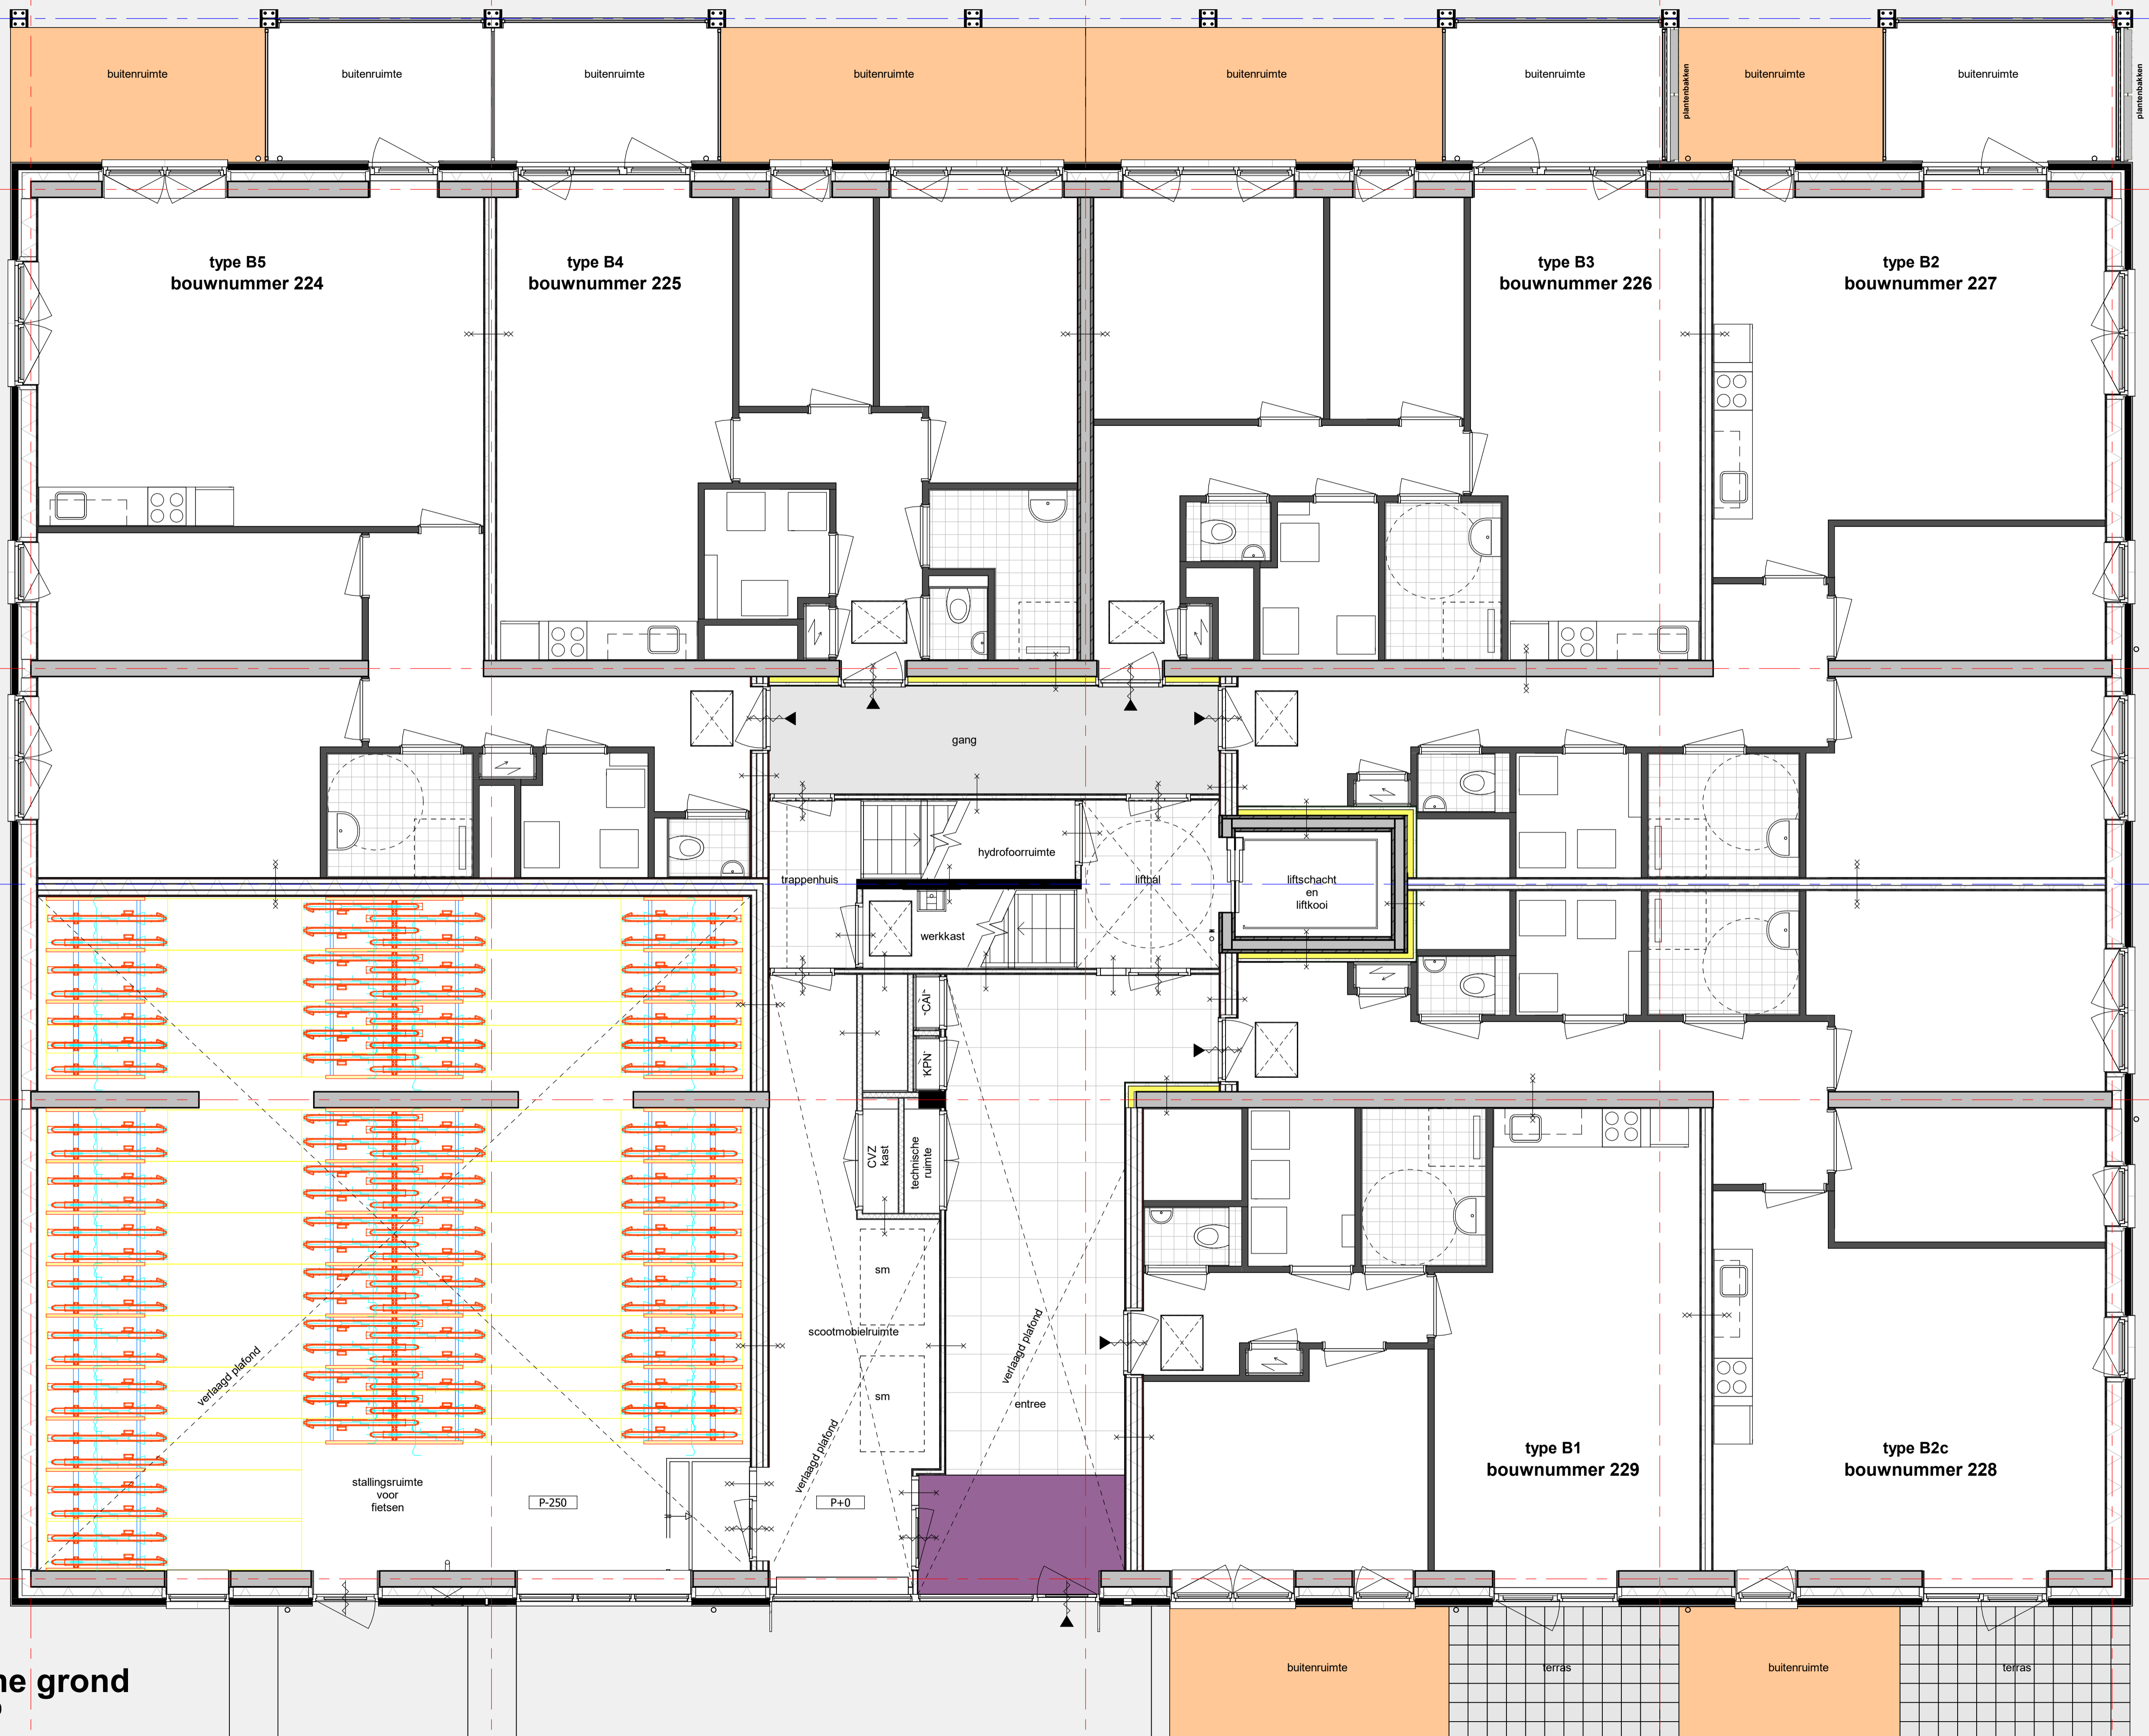 buitenruimte
buitenruimte
buitenruimte
buitenruimte
buitenruimte
buitenruimte
plantenbakken
buitenruimte
buitenruimte
plantenbakken
type B5
bouwnummer 224
type B4
bouwnummer 225
type B3
bouwnummer 226
type B2
bouwnummer 227
gang
trappenhuis
hydrofoorruimte
lifthal
liftschacht
en
liftkooi
werkkast
CAI
KPN
CVZ
kast
technische
ruimte
sm
scootmobielruimte
sm
verlaagd plafond
verlaagd plafond
verlaagd plafond
entree
stallingsruimte
voor
fietsen
P-250
P+0
type B1
bouwnummer 229
type B2c
bouwnummer 228
buitenruimte
terras
buitenruimte
terras
ne grond